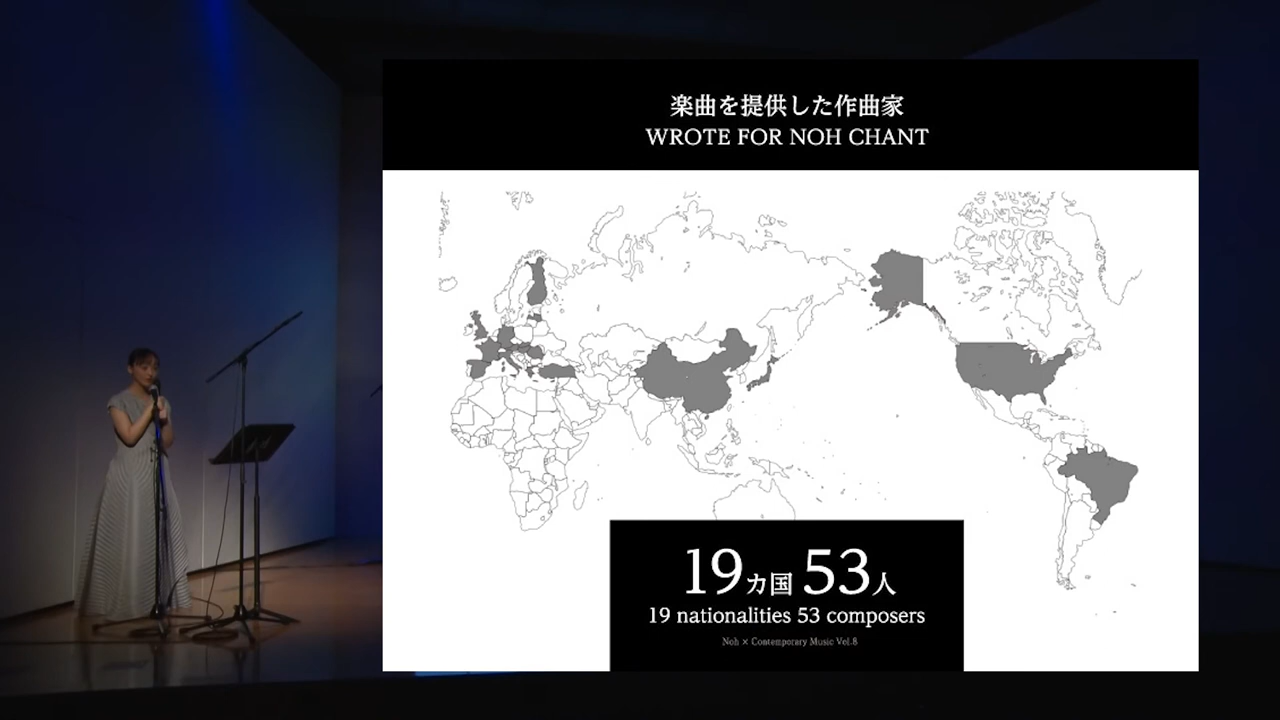 楽曲を提供した作曲家
WROTE FOR NOH CHANT
19カ国 53人
19 nationalities 53 composers
Noh × Contemporary Music Vol.8